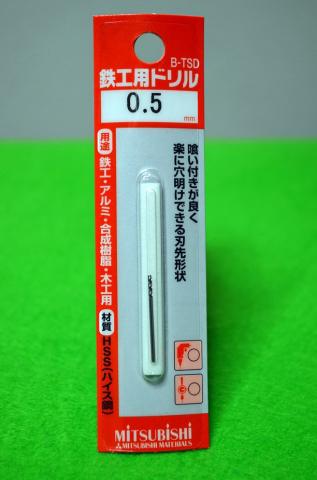 B-TSD
鉄工用ドリル
0.5
mm
喰い付きが良く
楽に穴明けできる刃先形状
用途 鉄工・アルミ・合成樹脂・木工用
材質 HSS(ハイス鋼)
MITSUBISHI
MITSUBISHI MATERIALS